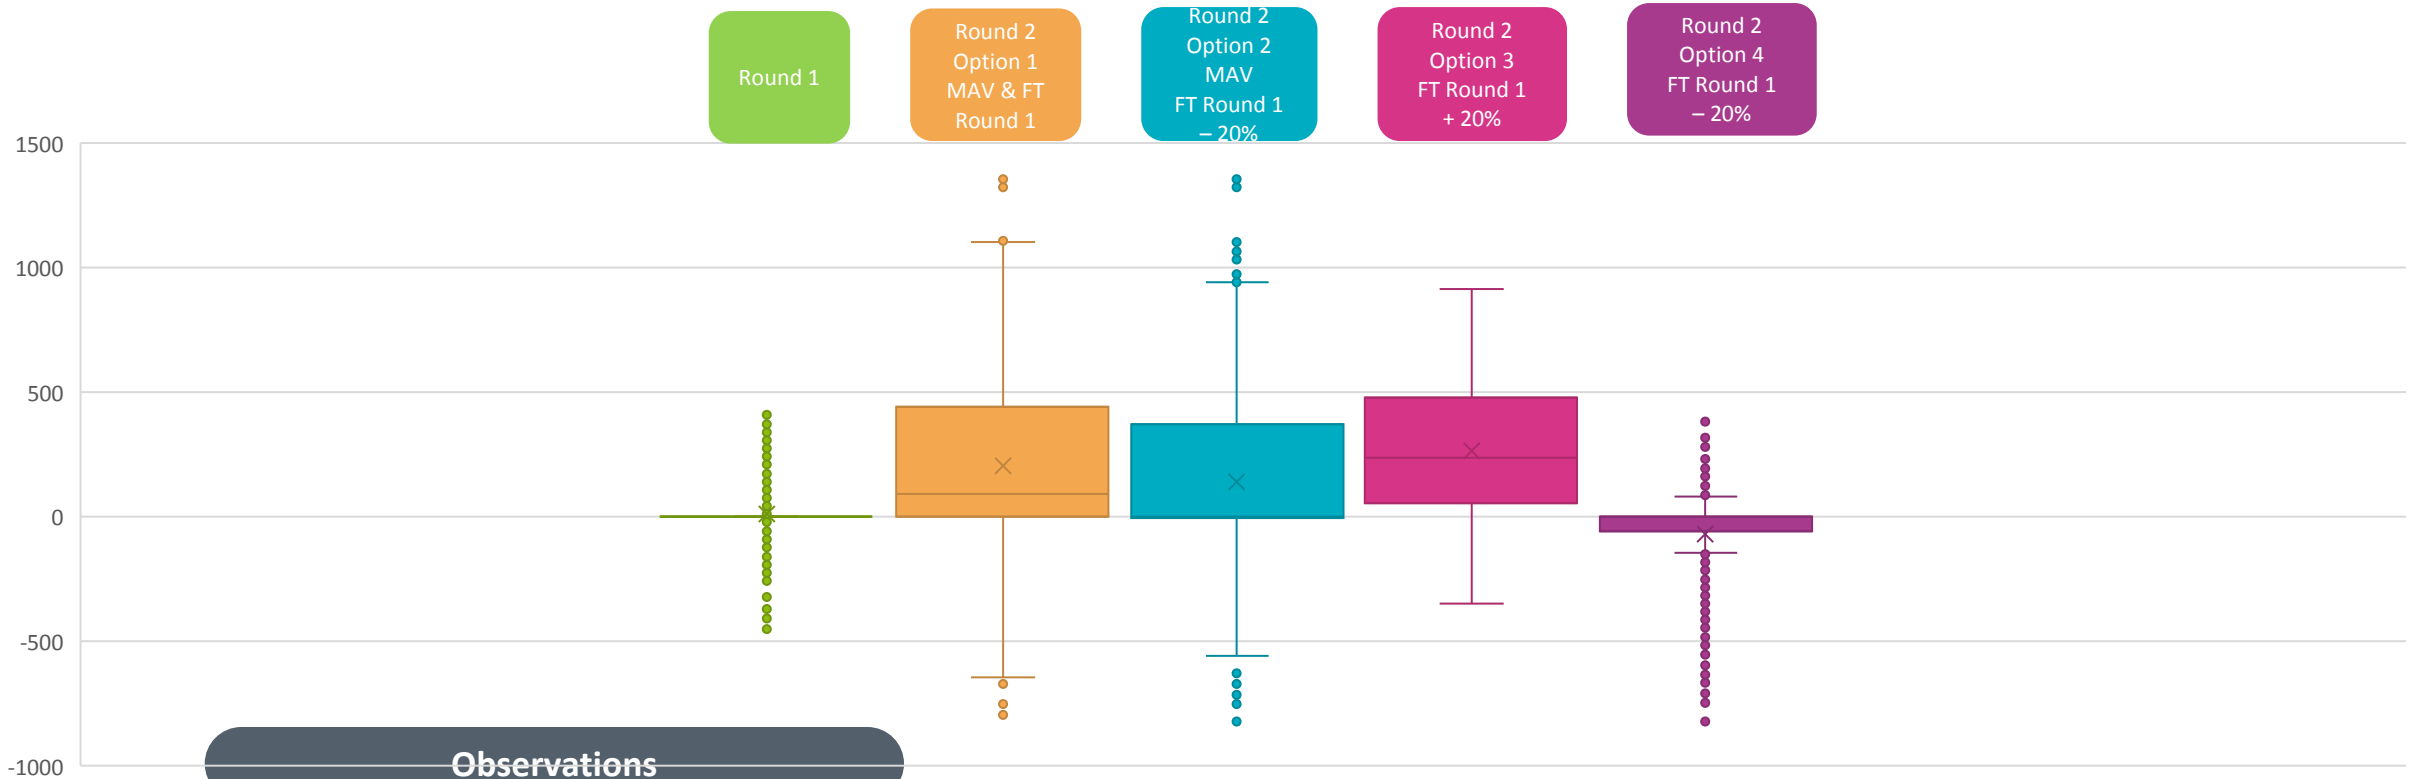 Round 1
Round 2
Option 1
MAV & FT
Round 1
Round 2
Option 2
MAV
FT Round 1
– 20%
Round 2
Option 3
FT Round 1
+ 20%
Round 2
Option 4
FT Round 1
– 20%
1500
1000
500
0
-500
-1000
Observations